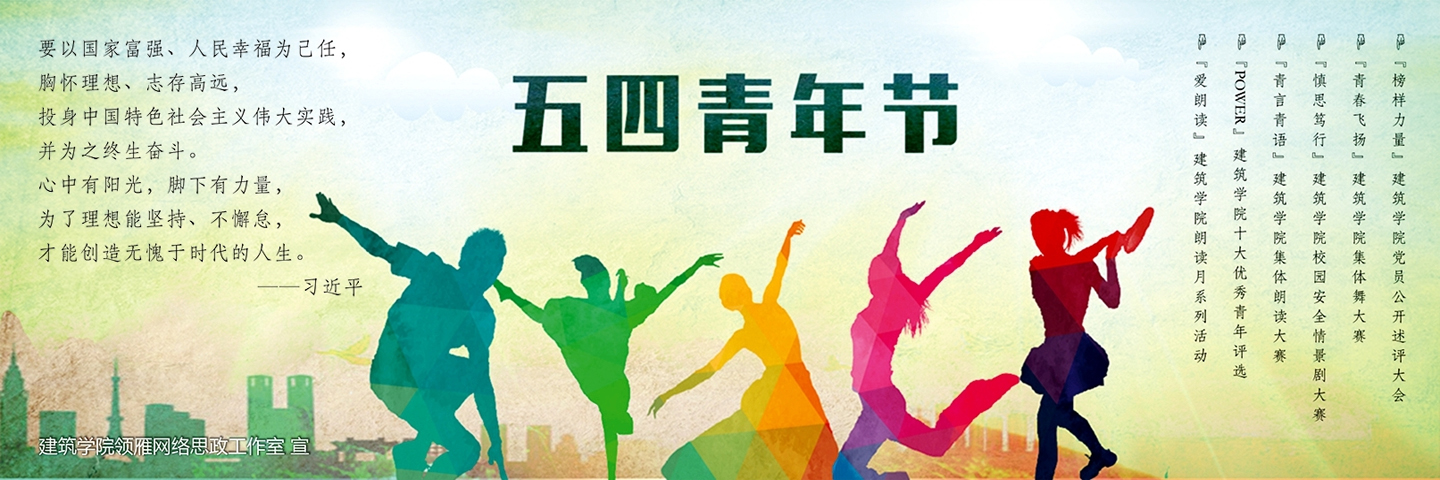 要以国家富强、人民幸福为己任，
胸怀理想、志存高远，
投身中国特色社会主义伟大实践，
并为之终生奋斗。
心中有阳光，脚下有力量，
为了理想能坚持、不懈怠，
才能创造无愧于时代的人生。
——习近平
五四青年节
『榜样力量』建筑学院党员公开述评大会
『青春飞扬』建筑学院集体舞大赛
『慎思笃行』建筑学院校园安全情景剧大赛
『青言青语』建筑学院集体朗读大赛
『POWER』建筑学院十大优秀青年评选
『爱朗读』建筑学院朗读月系列活动
建筑学院领雁网络思政工作室 宣